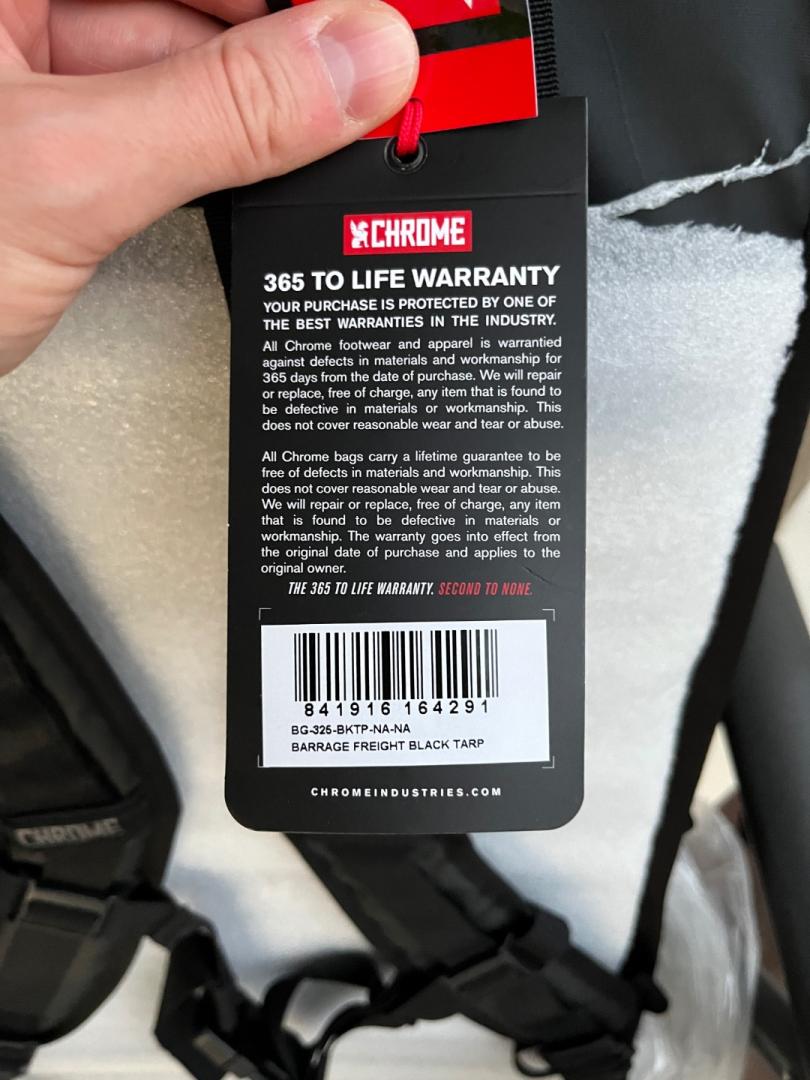 CHROME
365 TO LIFE WARRANTY
YOUR PURCHASE IS PROTECTED BY ONE OF
THE BEST WARRANTIES IN THE INDUSTRY.
All Chrome footwear and apparel is warrantied
against defects in materials and workmanship for
365 days from the date of purchase. We will repair
or replace, free of charge, any item that is found to
be defective in materials or workmanship. This
does not cover reasonable wear and tear or abuse.
All Chrome bags carry a lifetime guarantee to be
free of defects in materials and workmanship. This
does not cover reasonable wear and tear or abuse.
We will repair or replace, free of charge, any item
that is found to be defective in materials or
workmanship. The warranty goes into effect from
the original date of purchase and applies to the
original owner.
THE 365 TO LIFE WARRANTY. SECOND TO NONE.
841916 164291
BG-325-BKTP-NA-NA
BARRAGE FREIGHT BLACK TARP
CHROMEINDUSTRIES.COM
CHROME